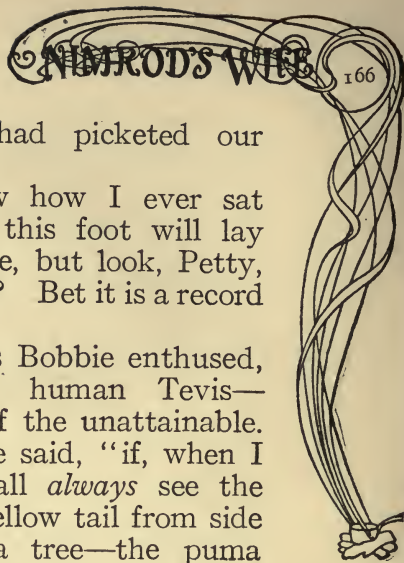 NIMROD'S WIFE
166
had picketed our
how I ever sat
this foot will lay
e, but look, Petty,
Bet it is a record
s Bobbie enthused,
human Tevis—
f the unattainable.
e said, "if, when I
all always see the
ellow tail from side
a tree—the puma